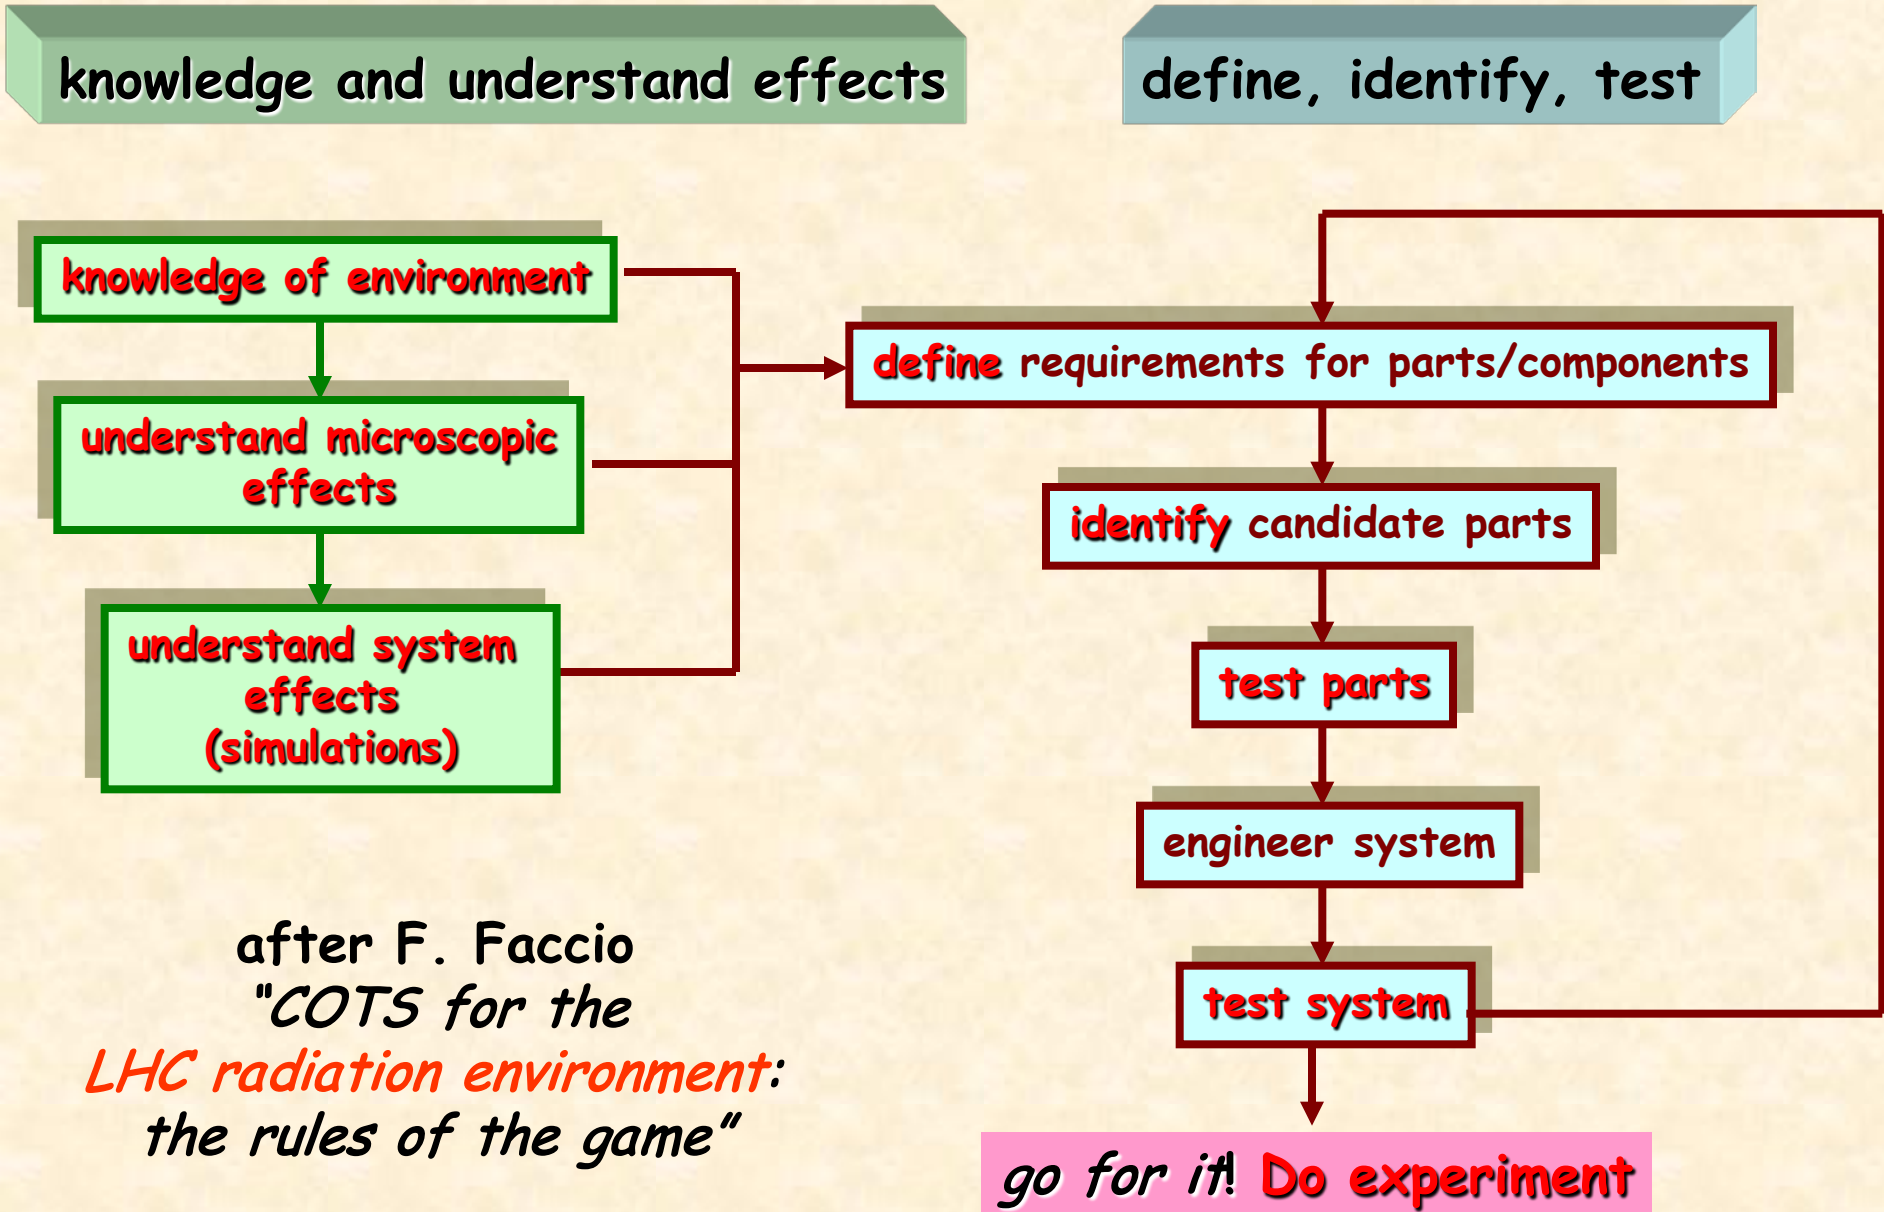 knowledge and understand effects
define, identify, test
knowledge of environment
understand microscopic
effects
understand system
effects
(simulations)
define requirements for parts/components
identify candidate parts
test parts
engineer system
test system
go for it! Do experiment
after F. Faccio
"COTS for the
LHC radiation environment:
the rules of the game"